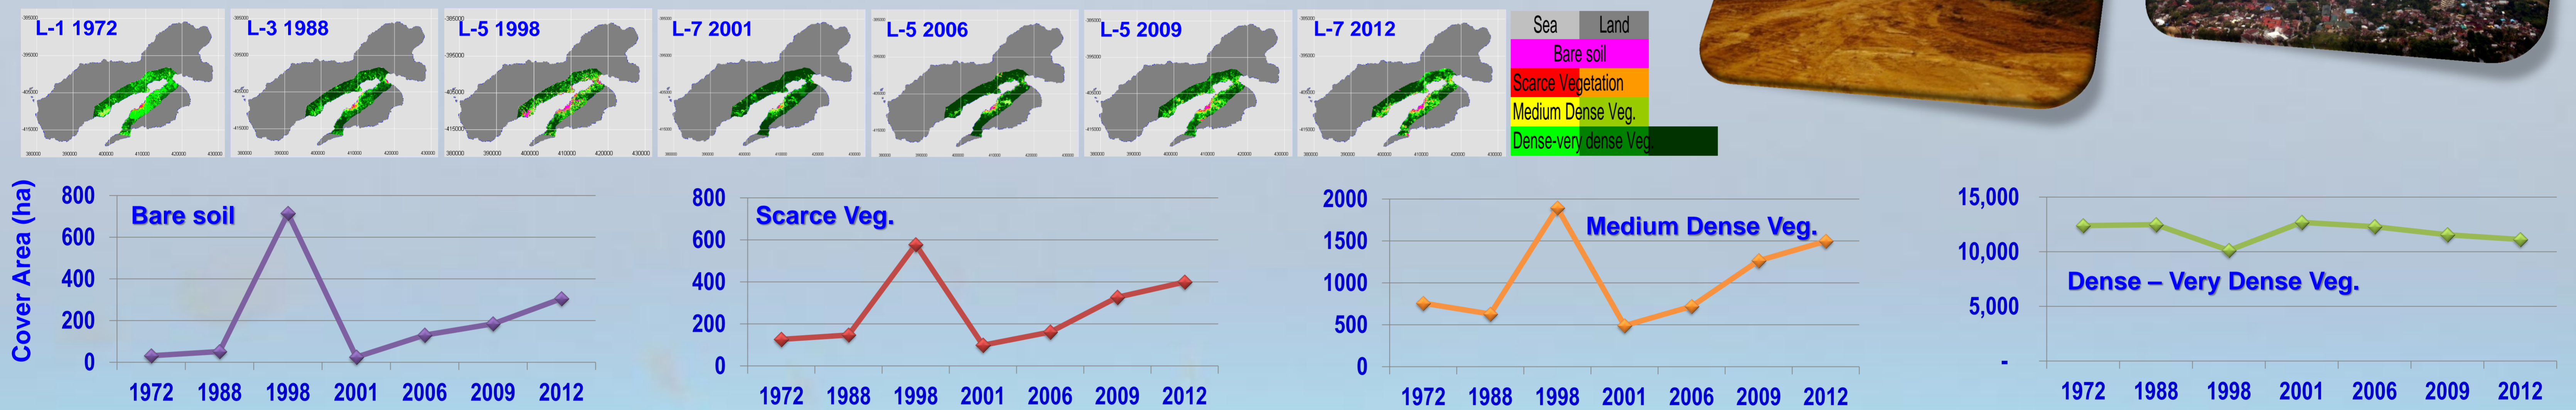 L-1 1972
L-3 1988
L-5 1998
L-7 2001
L-5 2006
L-5 2009
L-7 2012
Sea Land
Bare soil
Scarce Vegetation
Medium Dense Veg.
Dense-very dense Veg.
Cover Area (ha)
Bare soil
800
600
400
200
0
1972 1988 1998 2001 2006 2009 2012
Scarce Veg.
800
600
400
200
0
1972 1988 1998 2001 2006 2009 2012
Medium Dense Veg.
2000
1500
1000
500
0
1972 1988 1998 2001 2006 2009 2012
Dense – Very Dense Veg.
15,000
10,000
5,000
-
1972 1988 1998 2001 2006 2009 2012